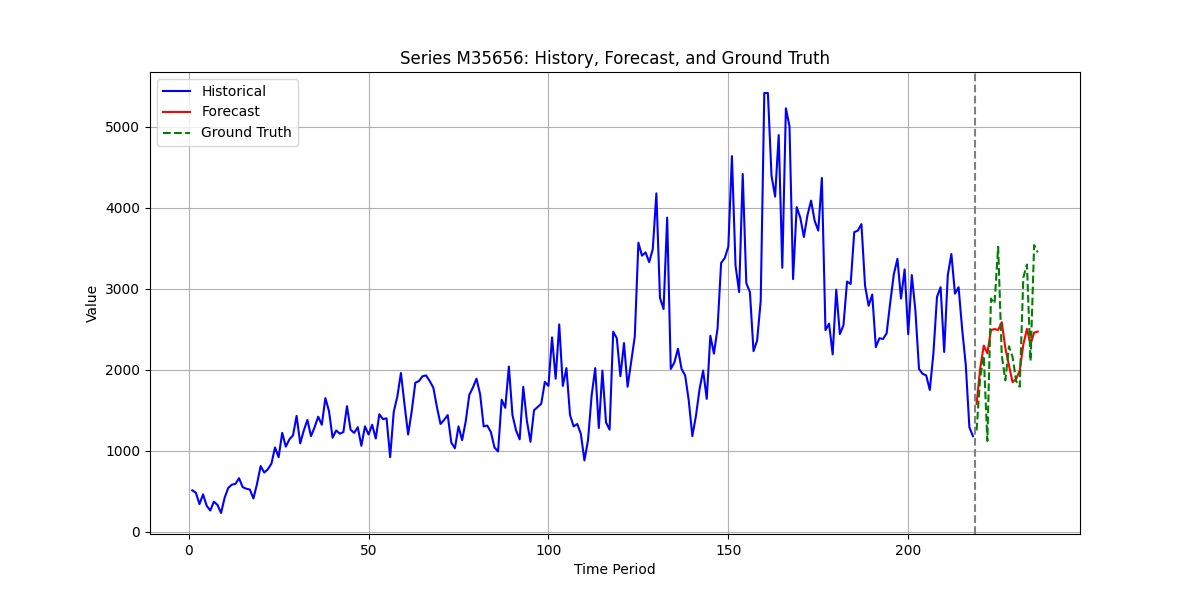 Series M35656: History, Forecast, and Ground Truth
Historical
Forecast
Ground Truth
5000
4000
3000
2000
1000
0
Value
0 50 100 150 200
Time Period